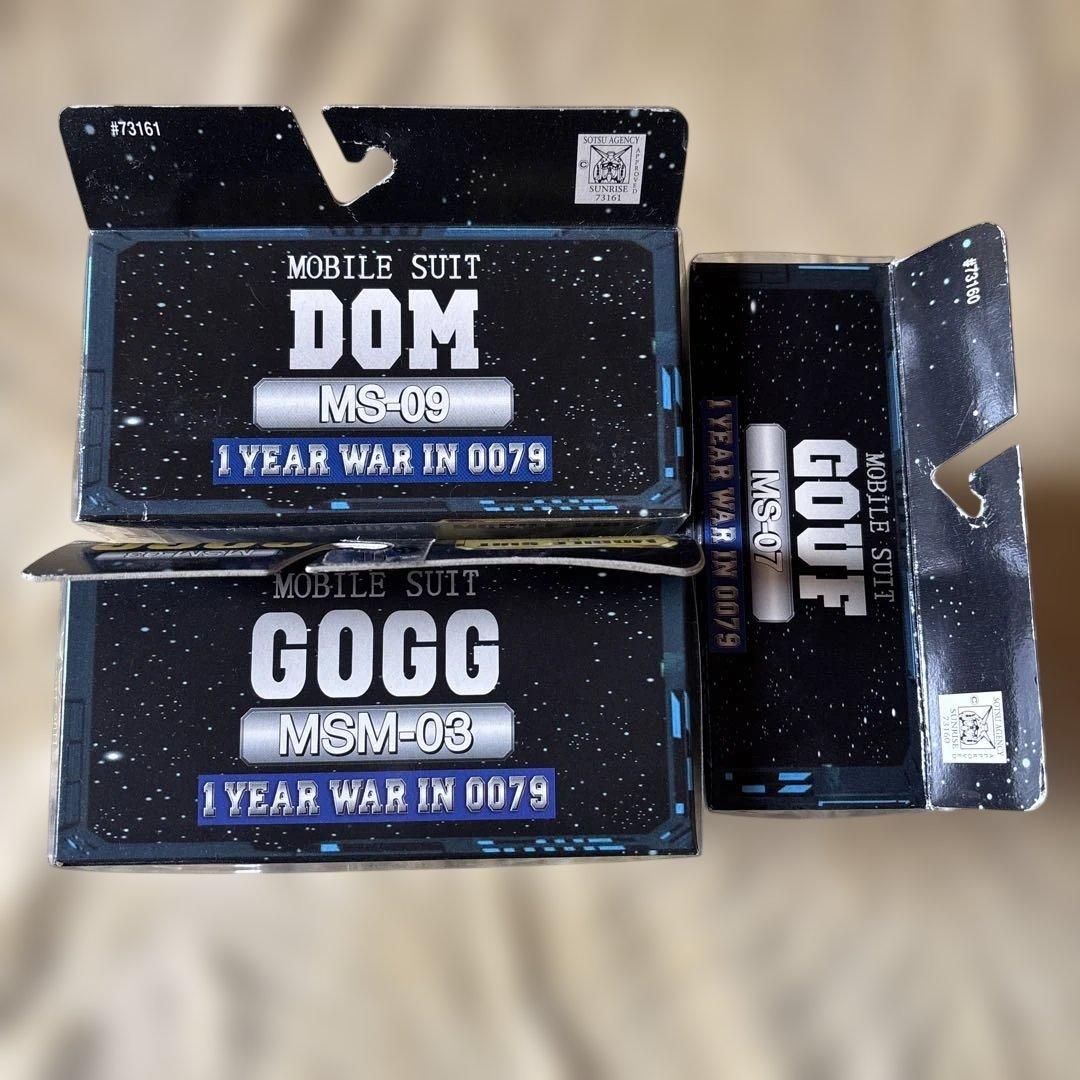 #73161
SOTSU AGENCY
©
APPROVED
SUNRISE
73161
MOBILE SUIT
DOM
MS-09
1 YEAR WAR IN 0079
MOBILE SUIT
GOGG
MSM-03
1 YEAR WAR IN 0079
#73160
MOBILE SUIT
GOUF
MS-07
1 YEAR WAR IN 0079
SOTSU AGENCY
©
APPROVED
SUNRISE
73160